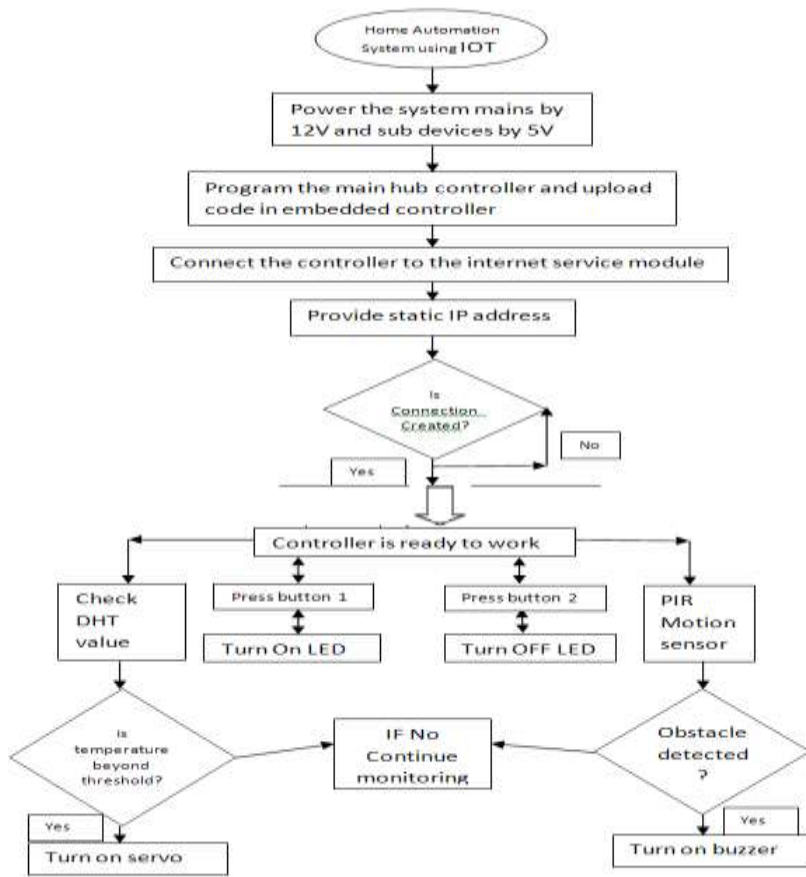 Home Automation
System using IOT
Power the system mains by
12V and sub devices by 5V
Program the main hub controller and upload
code in embedded controller
Connect the controller to the internet service module
Provide static IP address
Is
Connection
Created?
No
Yes
Controller is ready to work
Check
DHT
value
Press button 1
Press button 2
PIR
Motion
sensor
Turn On LED
Turn OFF LED
Is
temperature
beyond
threshold?
IF No
Continue
monitoring
Obstacle
detected
?
Yes
Yes
Turn on servo
Turn on buzzer